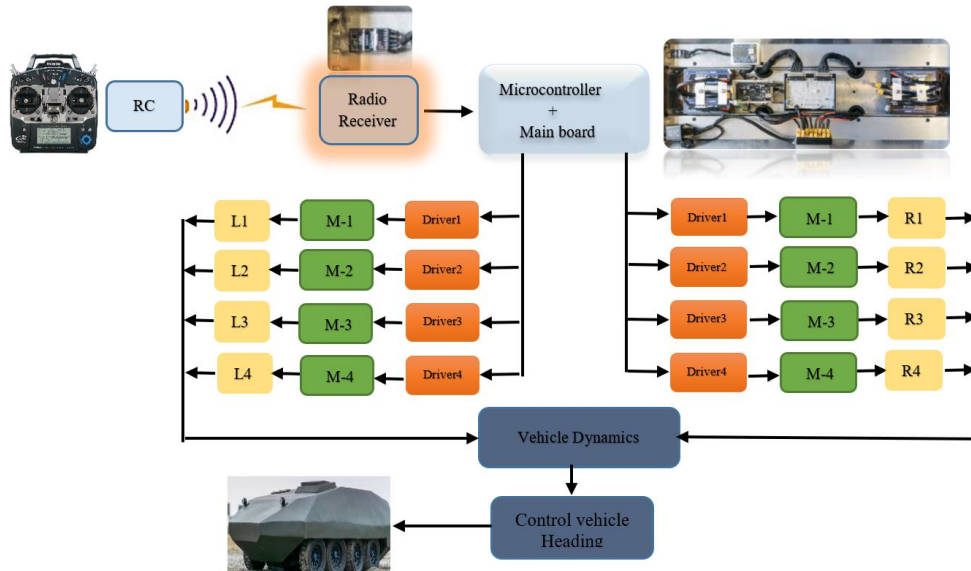 RC
Radio
Receiver
Microcontroller
+
Main board
L1
M-1
Driver1
Driver1
M-1
R1
L2
M-2
Driver2
Driver2
M-2
R2
L3
M-3
Driver3
Driver3
M-3
R3
L4
M-4
Driver4
Driver4
M-4
R4
Vehicle Dynamics
Control vehicle
Heading